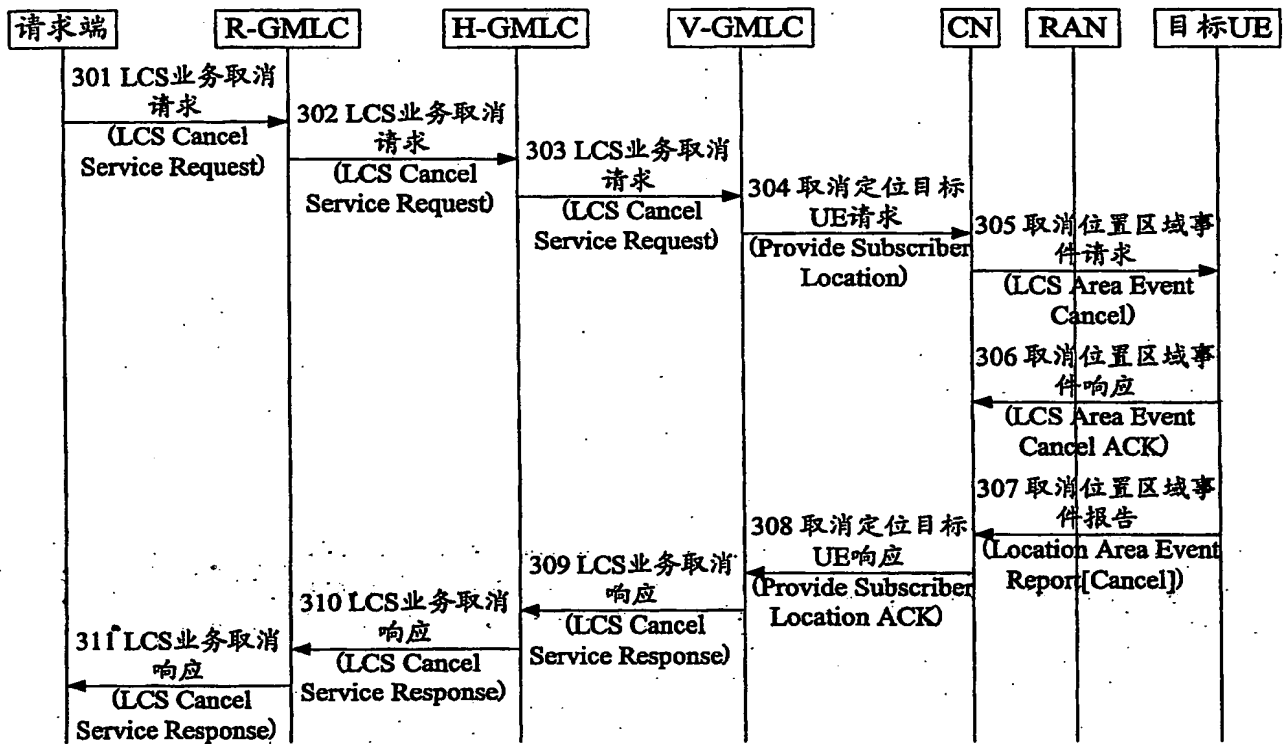 请求端
R-GMLC
H-GMLC
V-GMLC
CN
RAN
目标UE
301 LCS业务取消
请求
(LCS Cancel
Service Request)
302 LCS业务取消
请求
(LCS Cancel
Service Request)
303 LCS业务取消
请求
(LCS Cancel
Service Request)
304 取消定位目标
UE请求
(Provide Subscriber
Location)
305 取消位置区域事
件请求
(LCS Area Event
Cancel)
306 取消位置区域事
件响应
(LCS Area Event
Cancel ACK)
307 取消位置区域事
件报告
(Location Area Event
Report[Cancel])
308 取消定位目标
UE响应
(Provide Subscriber
Location ACK)
309 LCS业务取消
响应
(LCS Cancel
Service Response)
310 LCS业务取消
响应
(LCS Cancel
Service Response)
311 LCS业务取消
响应
(LCS Cancel
Service Response)